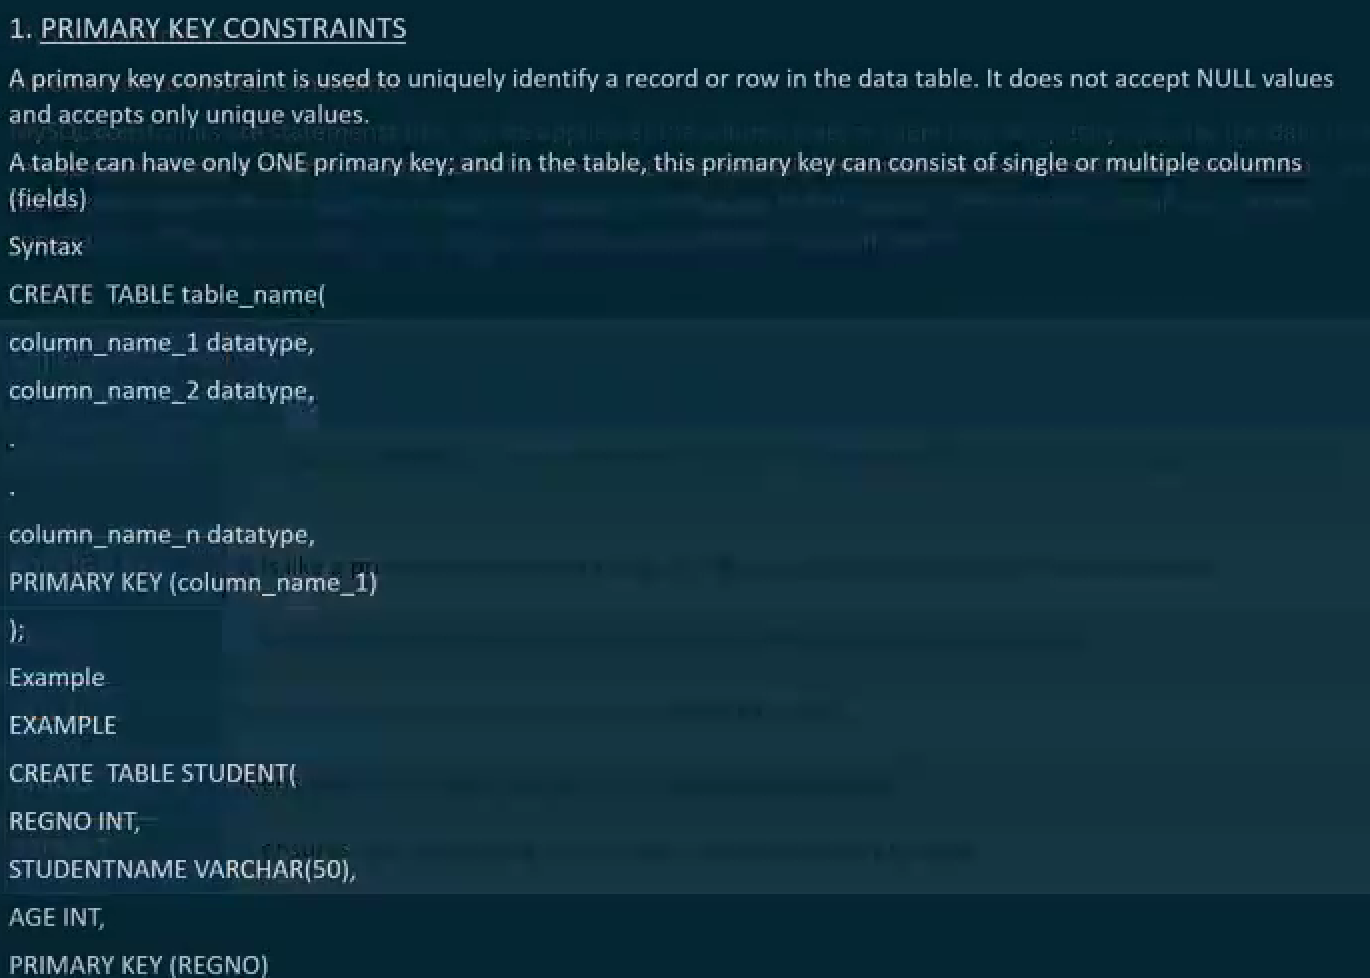 1. PRIMARY KEY CONSTRAINTS
A primary key constraint is used to uniquely identify a record or row in the data table. It does not accept NULL values
and accepts only unique values.
A table can have only ONE primary key; and in the table, this primary key can consist of single or multiple columns
(fields)
Syntax
CREATE  TABLE table_name(
column_name_1 datatype,
column_name_2 datatype,
.
.
column_name_n datatype,
PRIMARY KEY (column_name_1)
);
Example
EXAMPLE
CREATE  TABLE STUDENT(
REGNO INT,
STUDENTNAME VARCHAR(50),
AGE INT,
PRIMARY KEY (REGNO)